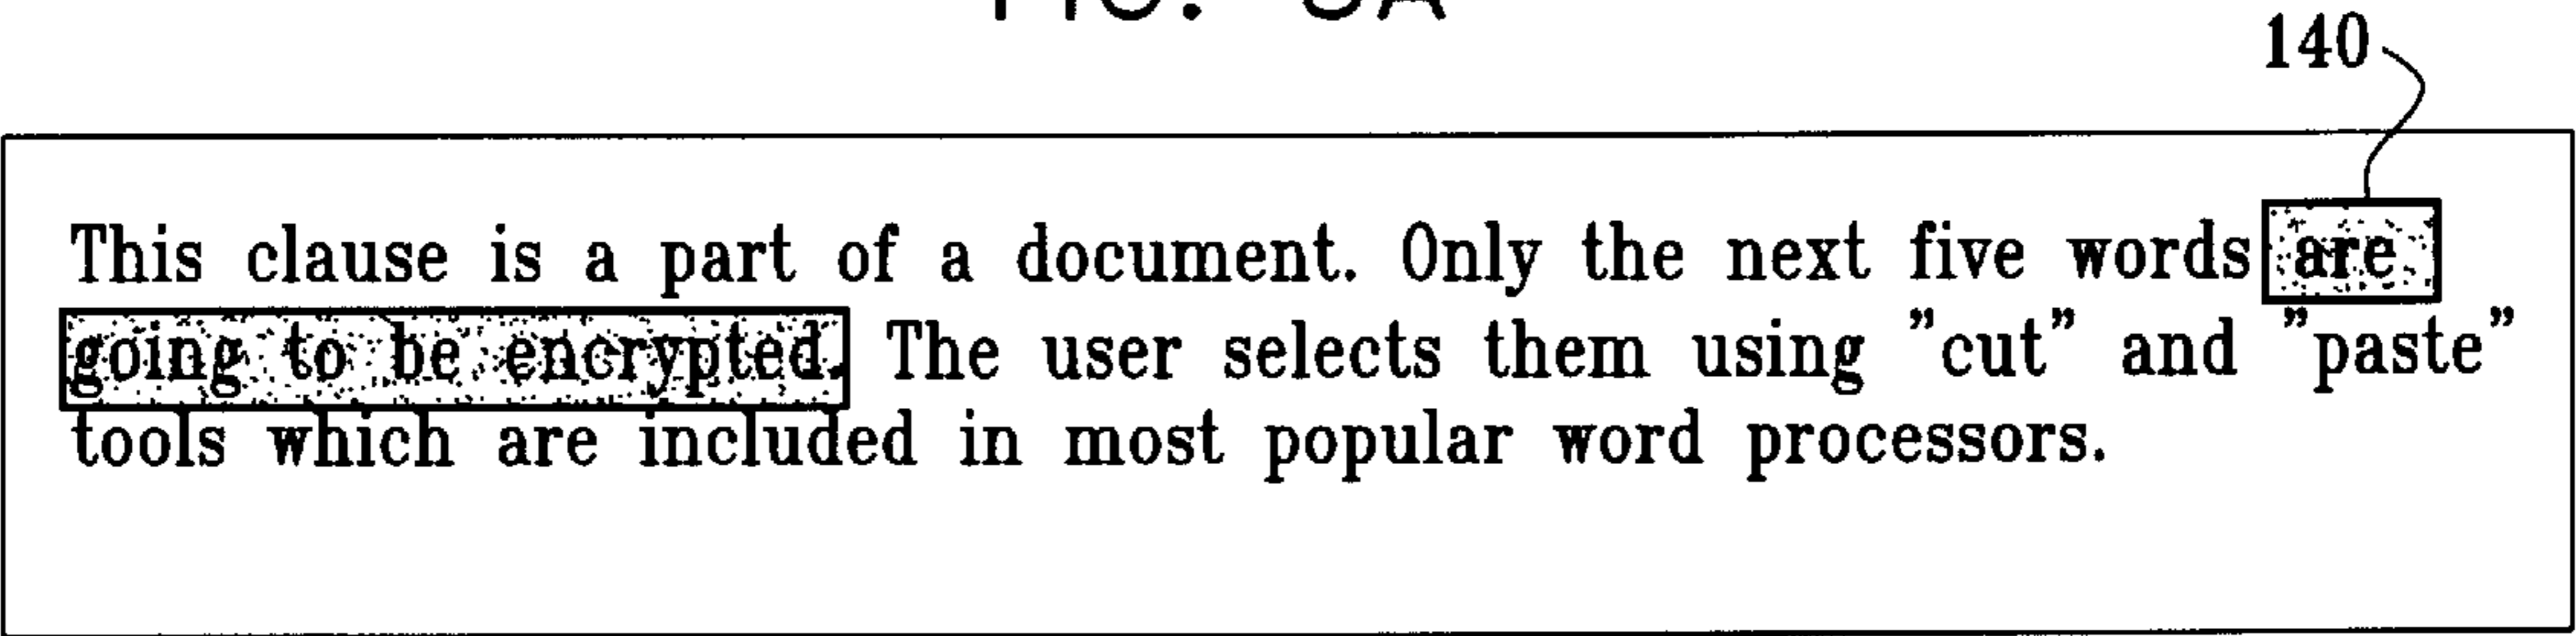 140
This clause is a part of a document. Only the next five words are
going to be encrypted. The user selects them using "cut" and "paste"
tools which are included in most popular word processors.